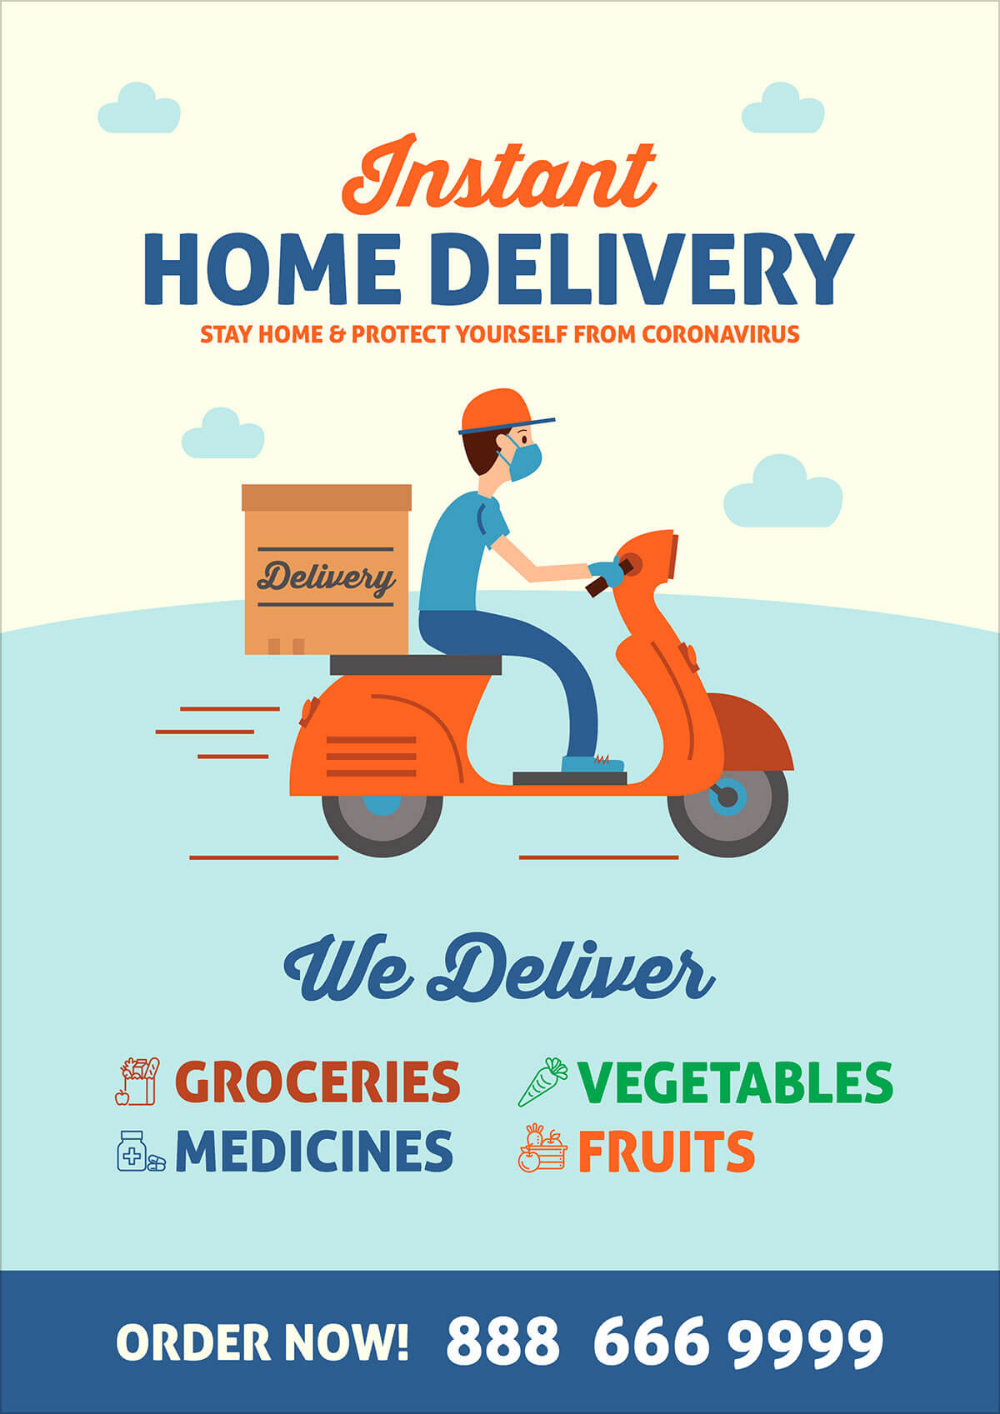 Instant
HOME DELIVERY
STAY HOME & PROTECT YOURSELF FROM CORONAVIRUS
Delivery
We Deliver
GROCERIES
VEGETABLES
MEDICINES
FRUITS
ORDER NOW! 888 666 9999